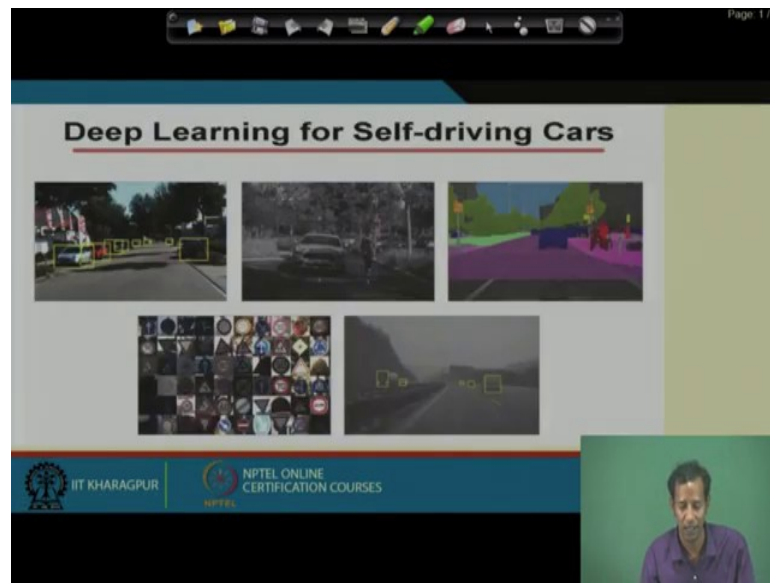 Page: 1 /
Deep Learning for Self-driving Cars
IIT KHARAGPUR
NPTEL
NPTEL ONLINE
CERTIFICATION COURSES